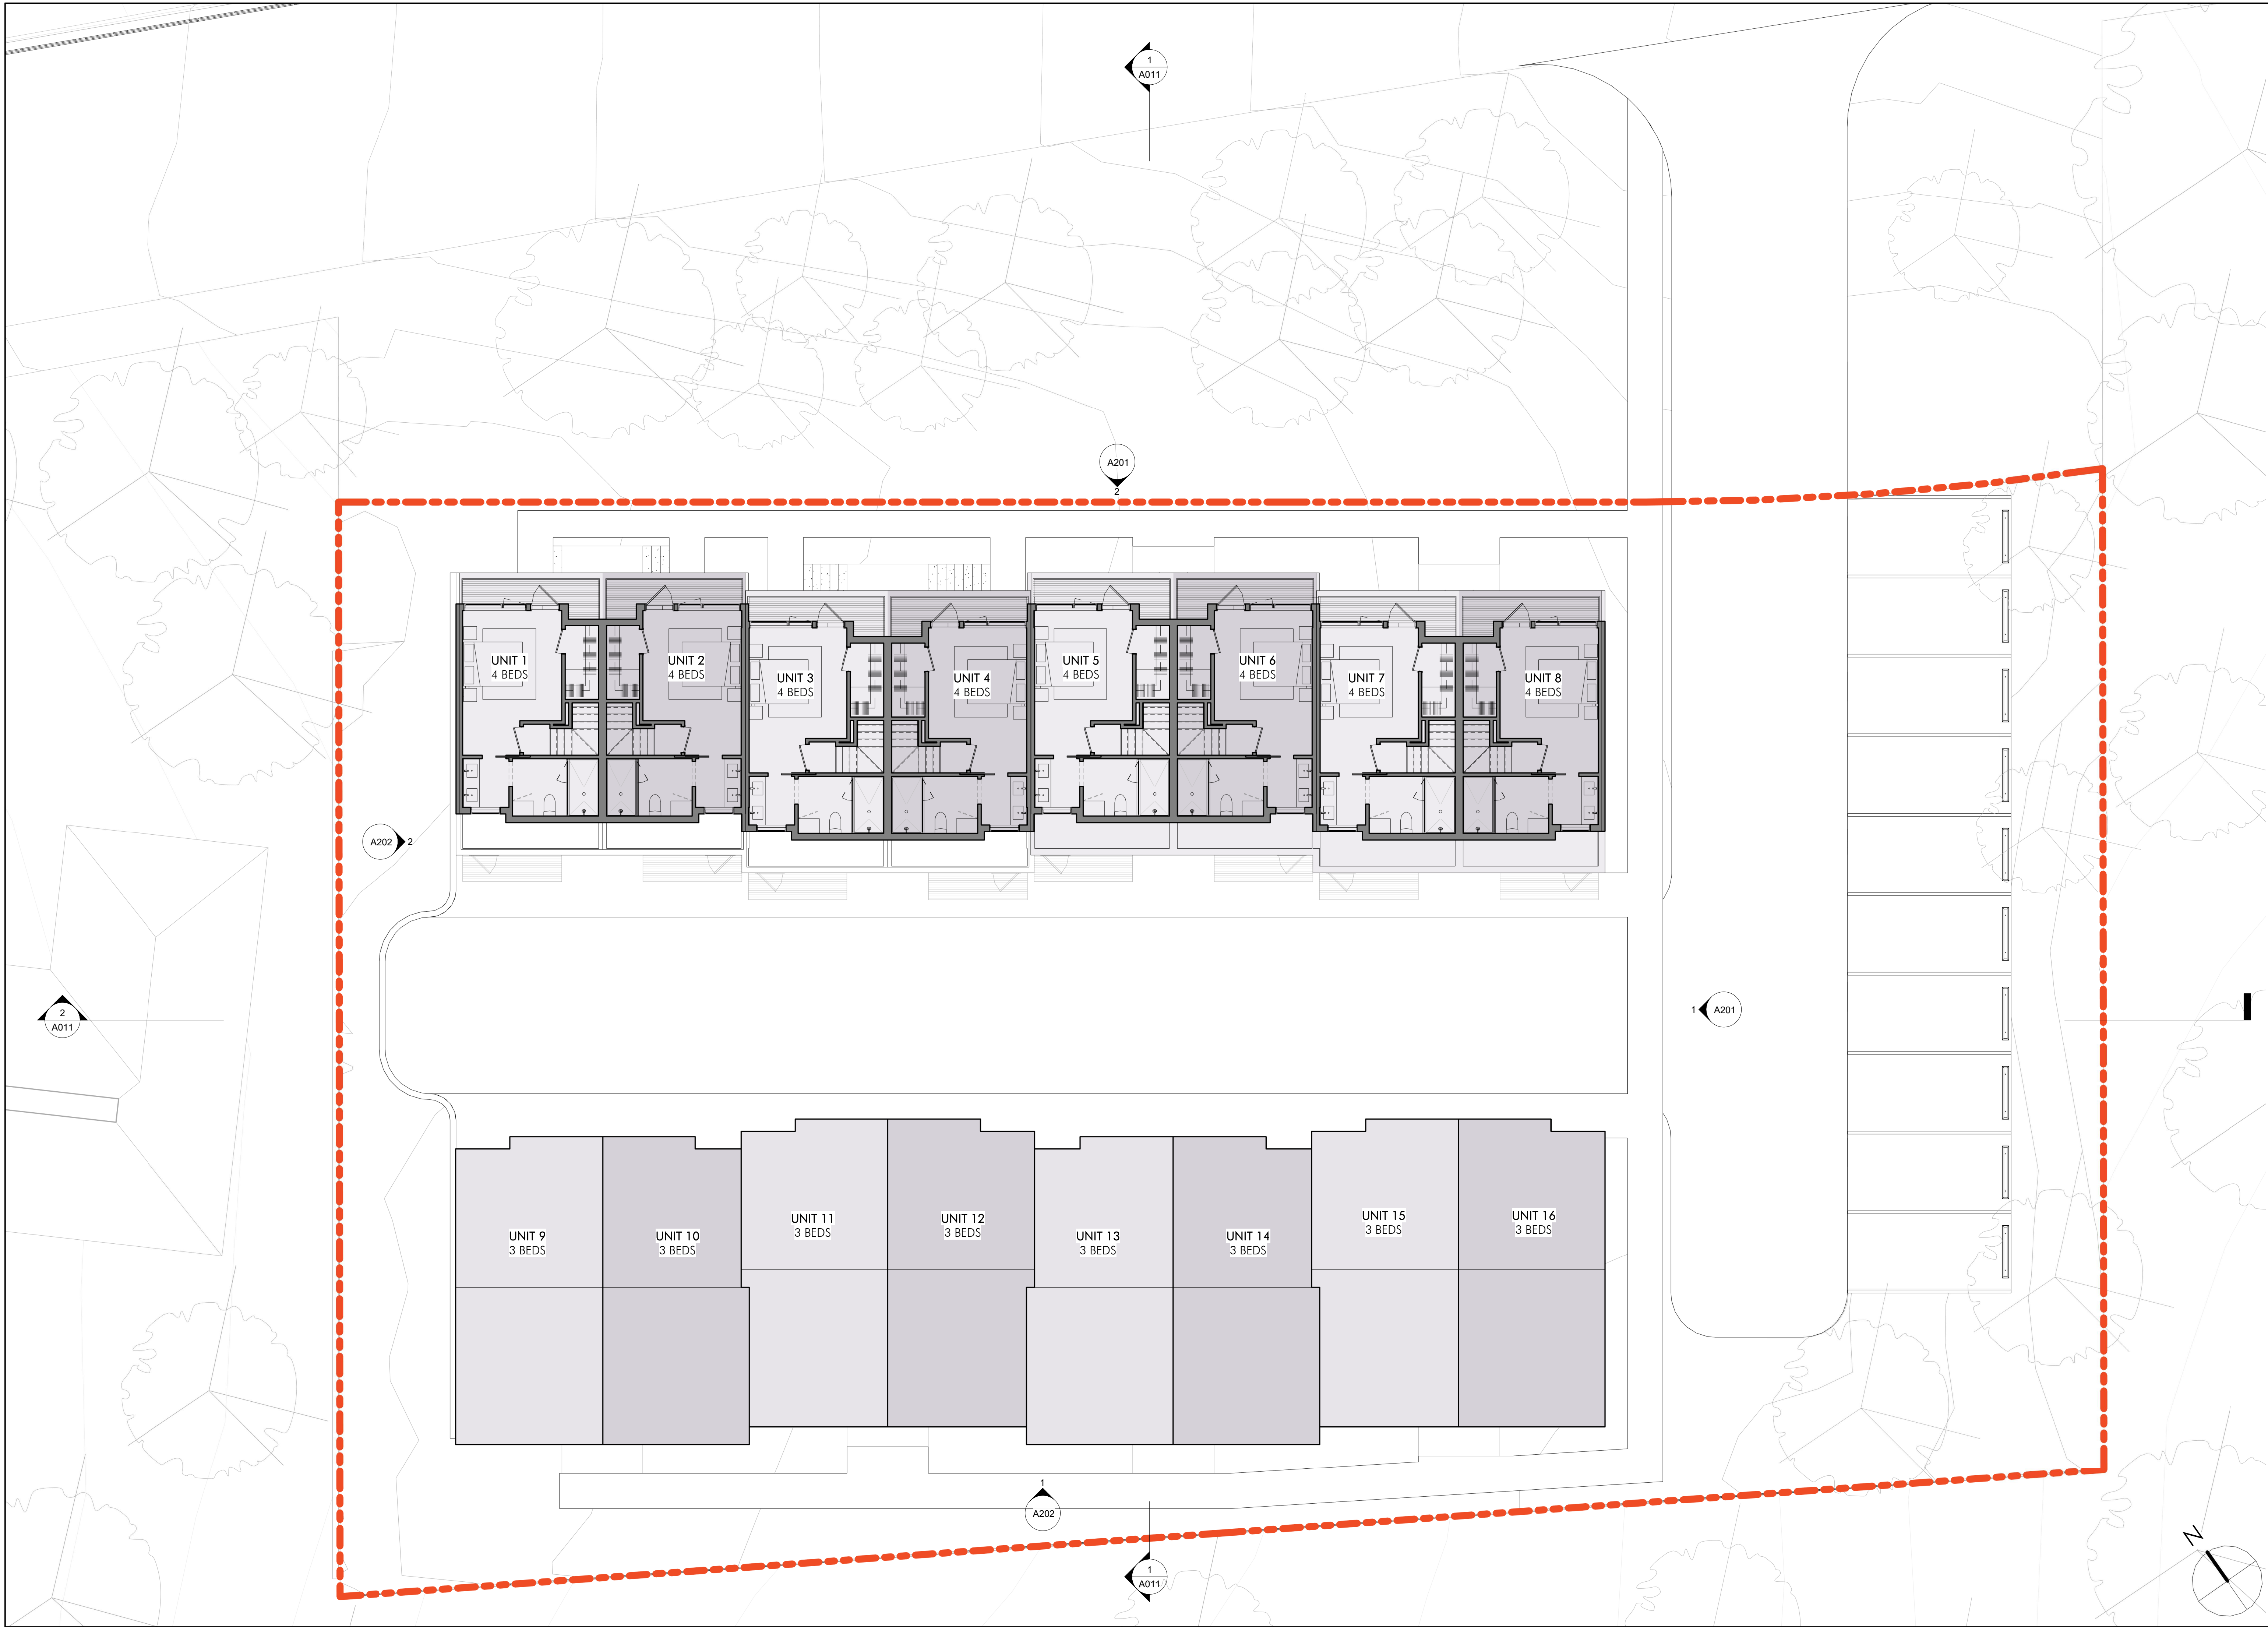 1
A011
A201
2
UNIT 1
4 BEDS
UNIT 2
4 BEDS
UNIT 3
4 BEDS
UNIT 4
4 BEDS
UNIT 5
4 BEDS
UNIT 6
4 BEDS
UNIT 7
4 BEDS
UNIT 8
4 BEDS
A202
2
2
A011
1
A201
UNIT 9
3 BEDS
UNIT 10
3 BEDS
UNIT 11
3 BEDS
UNIT 12
3 BEDS
UNIT 13
3 BEDS
UNIT 14
3 BEDS
UNIT 15
3 BEDS
UNIT 16
3 BEDS
1
A202
1
A011
N